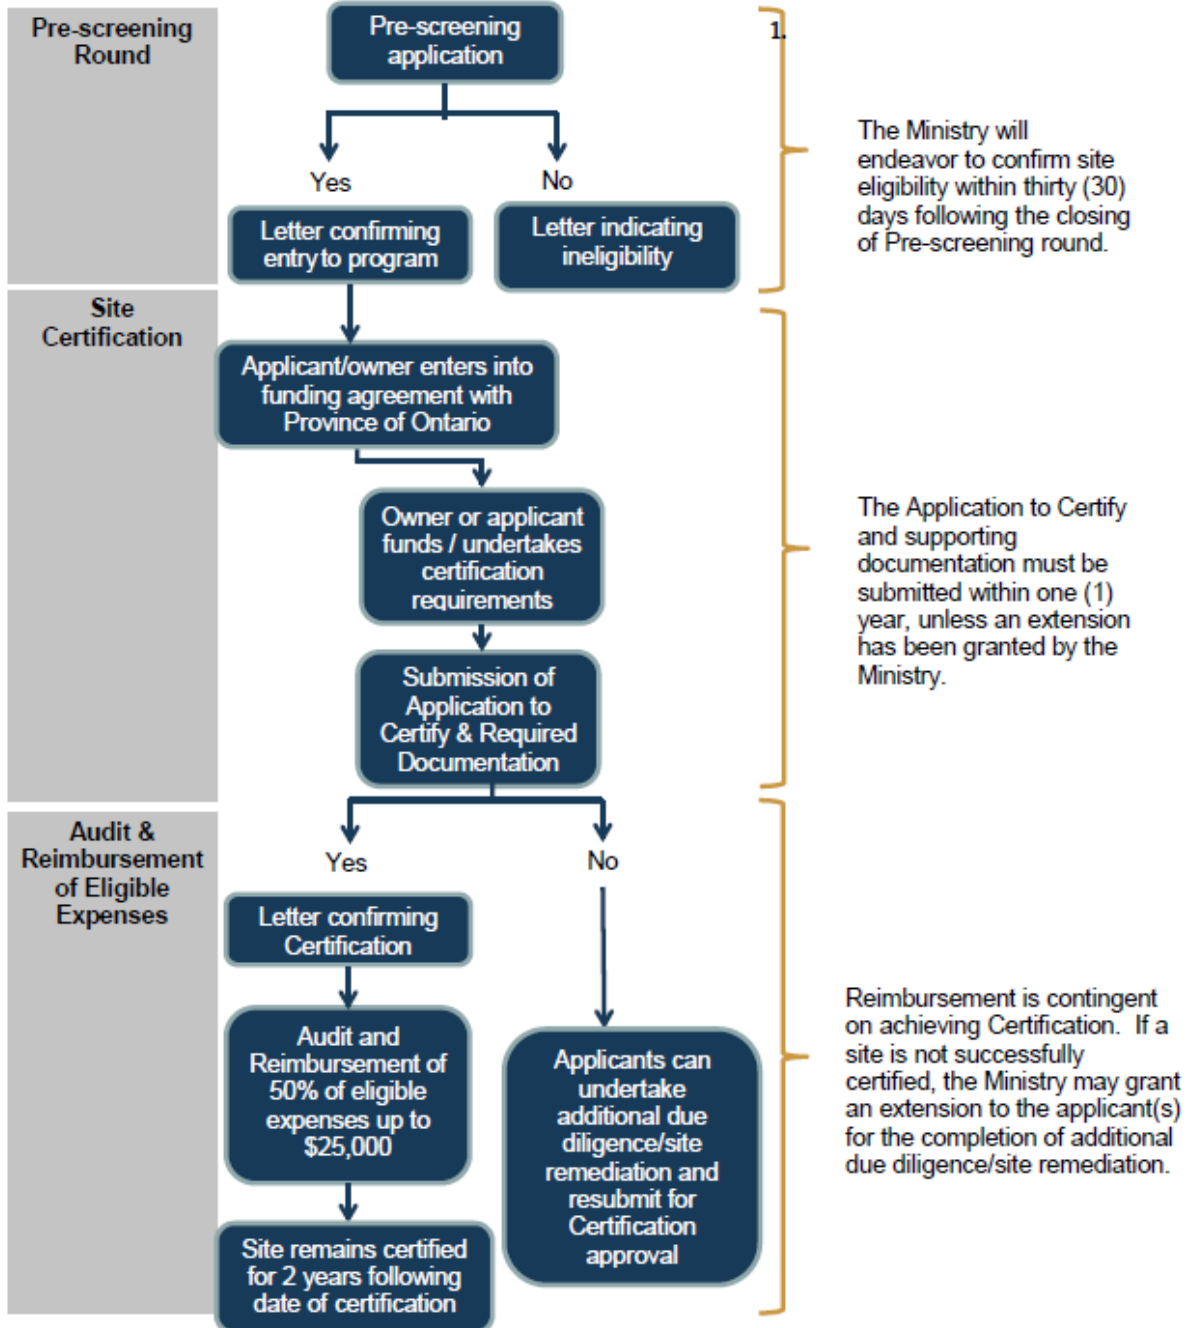 Pre-screening
Round
Pre-screening
application
1.
Yes
No
Letter confirming
entry to program
Letter indicating
ineligibility
The Ministry will
endeavor to confirm site
eligibility within thirty (30)
days following the closing
of Pre-screening round.
Site
Certification
Applicant/owner enters into
funding agreement with
Province of Ontario
Owner or applicant
funds / undertakes
certification
requirements
Submission of
Application to
Certify & Required
Documentation
The Application to Certify
and supporting
documentation must be
submitted within one (1)
year, unless an extension
has been granted by the
Ministry.
Audit &
Reimbursement
of Eligible
Expenses
Yes
No
Letter confirming
Certification
Audit and
Reimbursement of
50% of eligible
expenses up to
$25,000
Site remains certified
for 2 years following
date of certification
Applicants can
undertake
additional due
diligence/site
remediation and
resubmit for
Certification
approval
Reimbursement is contingent
on achieving Certification.  If a
site is not successfully
certified, the Ministry may grant
an extension to the applicant(s)
for the completion of additional
due diligence/site remediation.